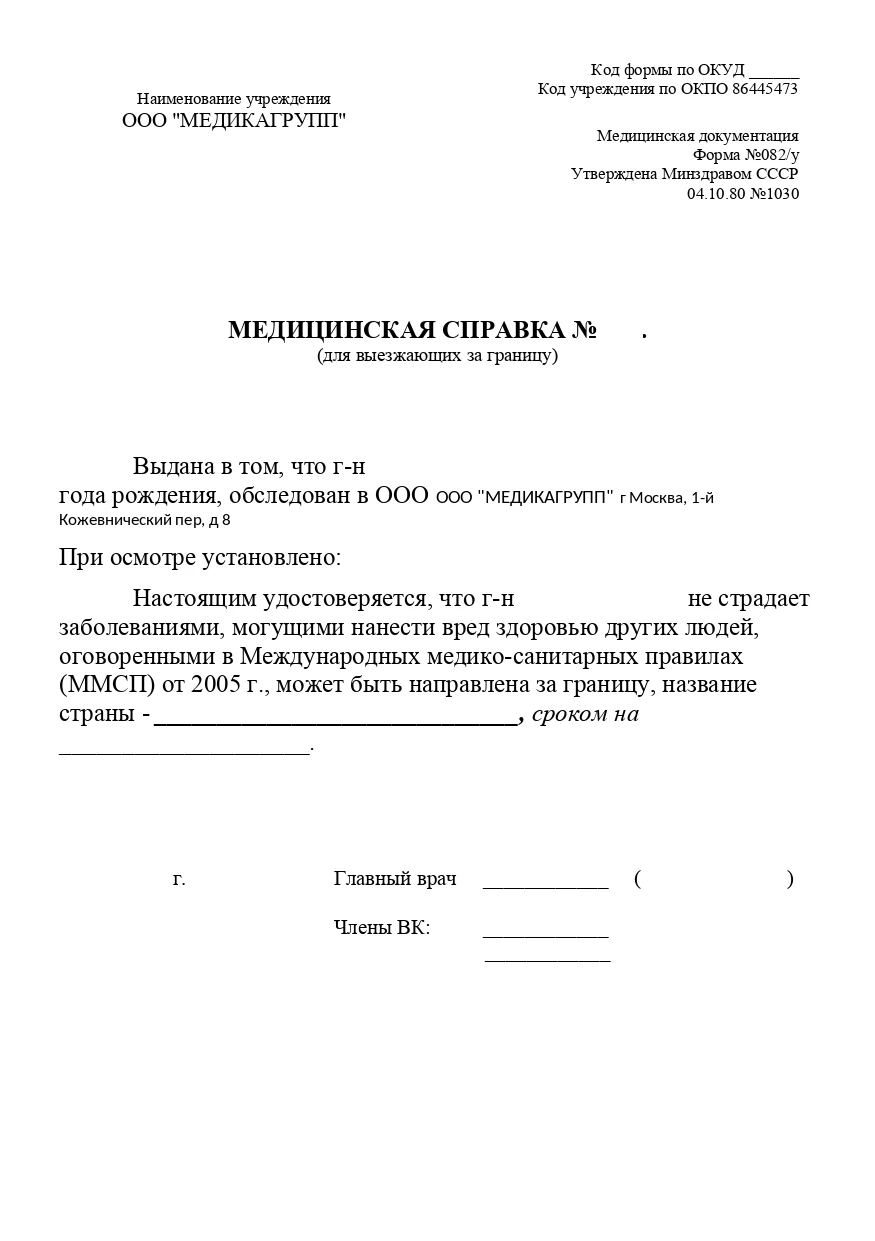 Код формы по ОКУД ______
Код учреждения по ОКПО 86445473
Наименование учреждения
ООО "МЕДИКАГРУПП"
Медицинская документация
Форма №082/у
Утверждена Минздравом СССР
04.10.80 №1030
МЕДИЦИНСКАЯ СПРАВКА № .
(для выезжающих за границу)
Выдана в том, что г-н
года рождения, обследован в ООО ООО "МЕДИКАГРУПП" г Москва, 1-й
Кожевнический пер, д 8
При осмотре установлено:
Настоящим удостоверяется, что г-н не страдает
заболеваниями, могущими нанести вред здоровью других людей,
оговоренными в Международных медико-санитарных правилах
(ММСП) от 2005 г., может быть направлена за границу, название
страны - ______________________________, сроком на
_____________________.
г. Главный врач ____________ ( )
Члены ВК: ____________
____________